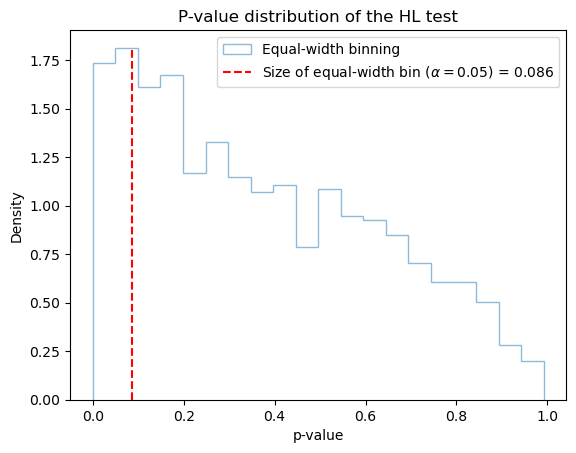 P-value distribution of the HL test
Equal-width binning
Size of equal-width bin (α = 0.05) = 0.086
Density
1.75
1.50
1.25
1.00
0.75
0.50
0.25
0.00
0.0 0.2 0.4 0.6 0.8 1.0
p-value